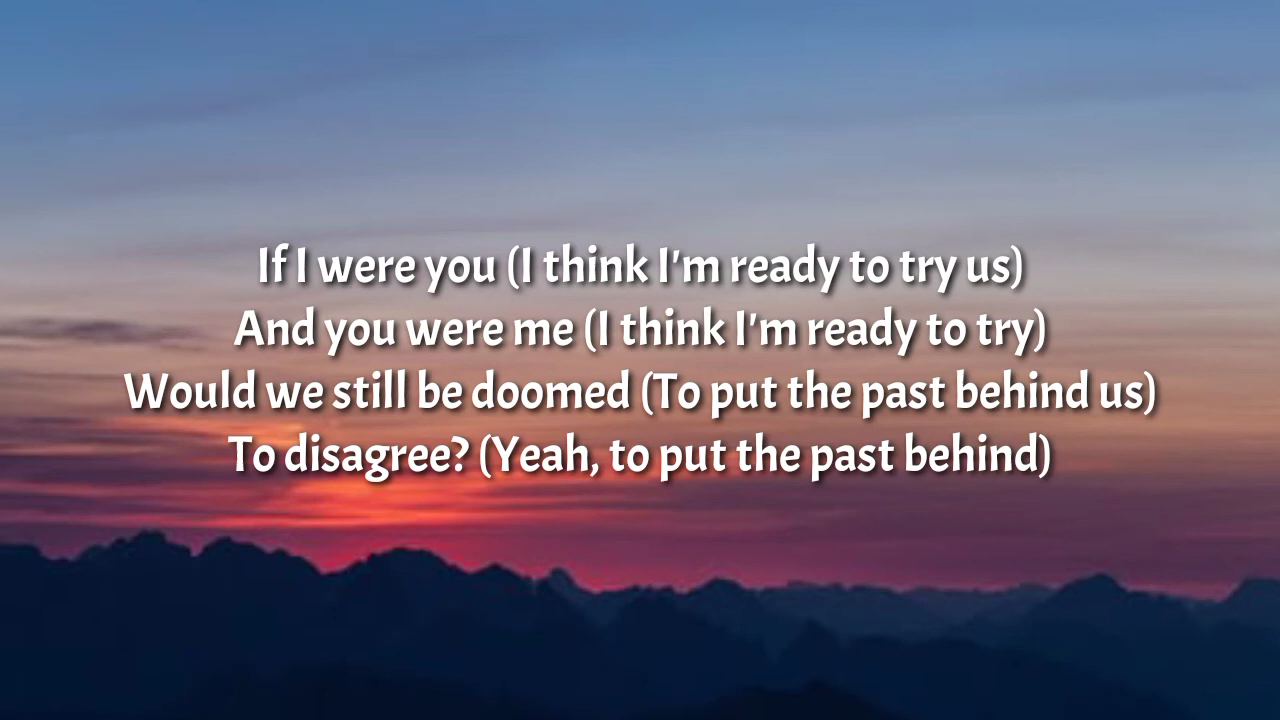 If I were you (I think I'm ready to try us)
And you were me (I think I'm ready to try)
Would we still be doomed (To put the past behind us)
To disagree? (Yeah, to put the past behind)